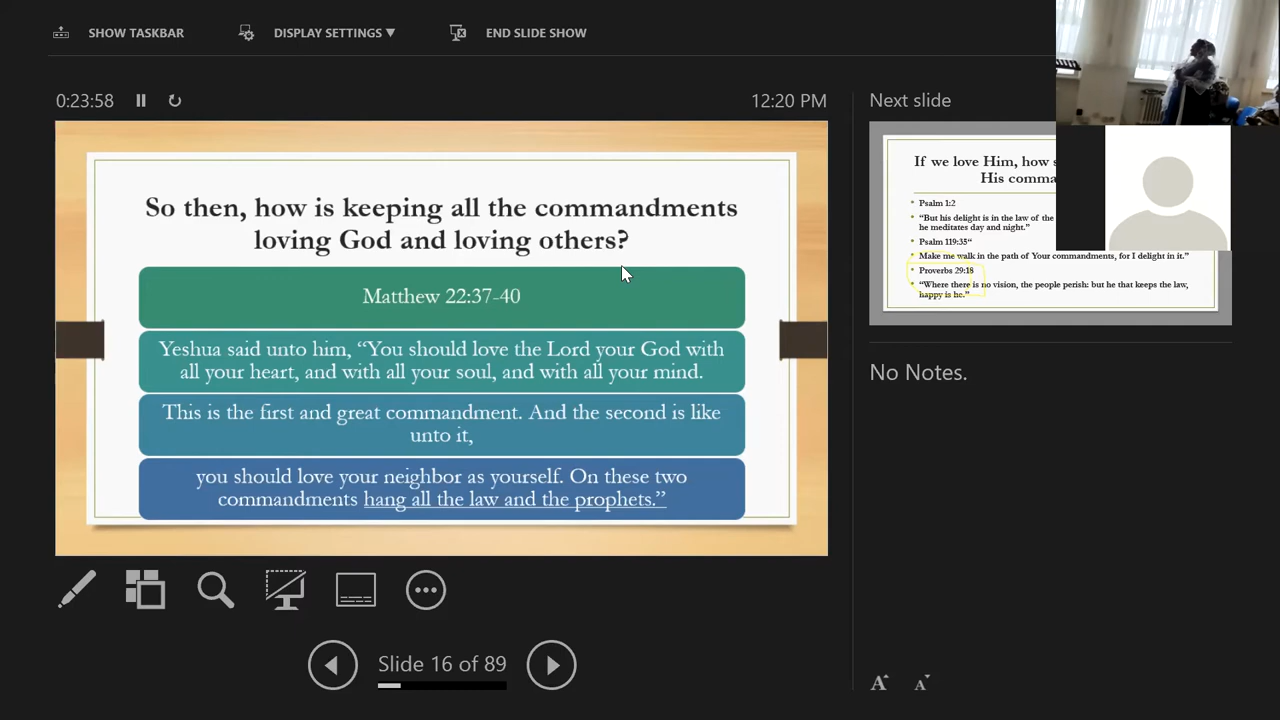 SHOW TASKBAR
DISPLAY SETTINGS ▼
END SLIDE SHOW
0:23:58
12:20 PM
So then, how is keeping all the commandments
loving God and loving others?
Matthew 22:37-40
Yeshua said unto him, “You should love the Lord your God with
all your heart, and with all your soul, and with all your mind.
This is the first and great commandment. And the second is like
unto it,
you should love your neighbor as yourself. On these two
commandments hang all the law and the prophets.”
Slide 16 of 89
Next slide
If we love Him, how
His comma
• Psalm 1:2
• “But his delight is in the law of the
he meditates day and night.”
• Psalm 119:35“
• Make me walk in the path of Your commandments, for I delight in it.”
• Proverbs 29:18
• “Where there is no vision, the people perish: but he that keeps the law,
happy is he.”
No Notes.
A A